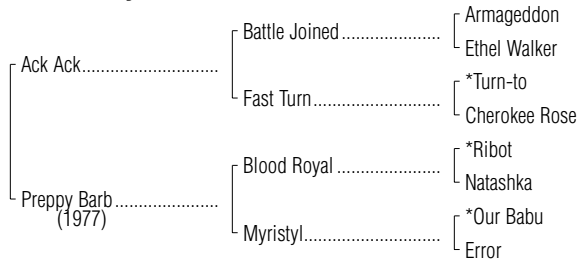 Armageddon
Battle Joined
Ethel Walker
Ack Ack
*Turn-to
Fast Turn
Cherokee Rose
*Ribot
Blood Royal
Natashka
Preppy Barb
(1977)
*Our Babu
Myristyl
Error